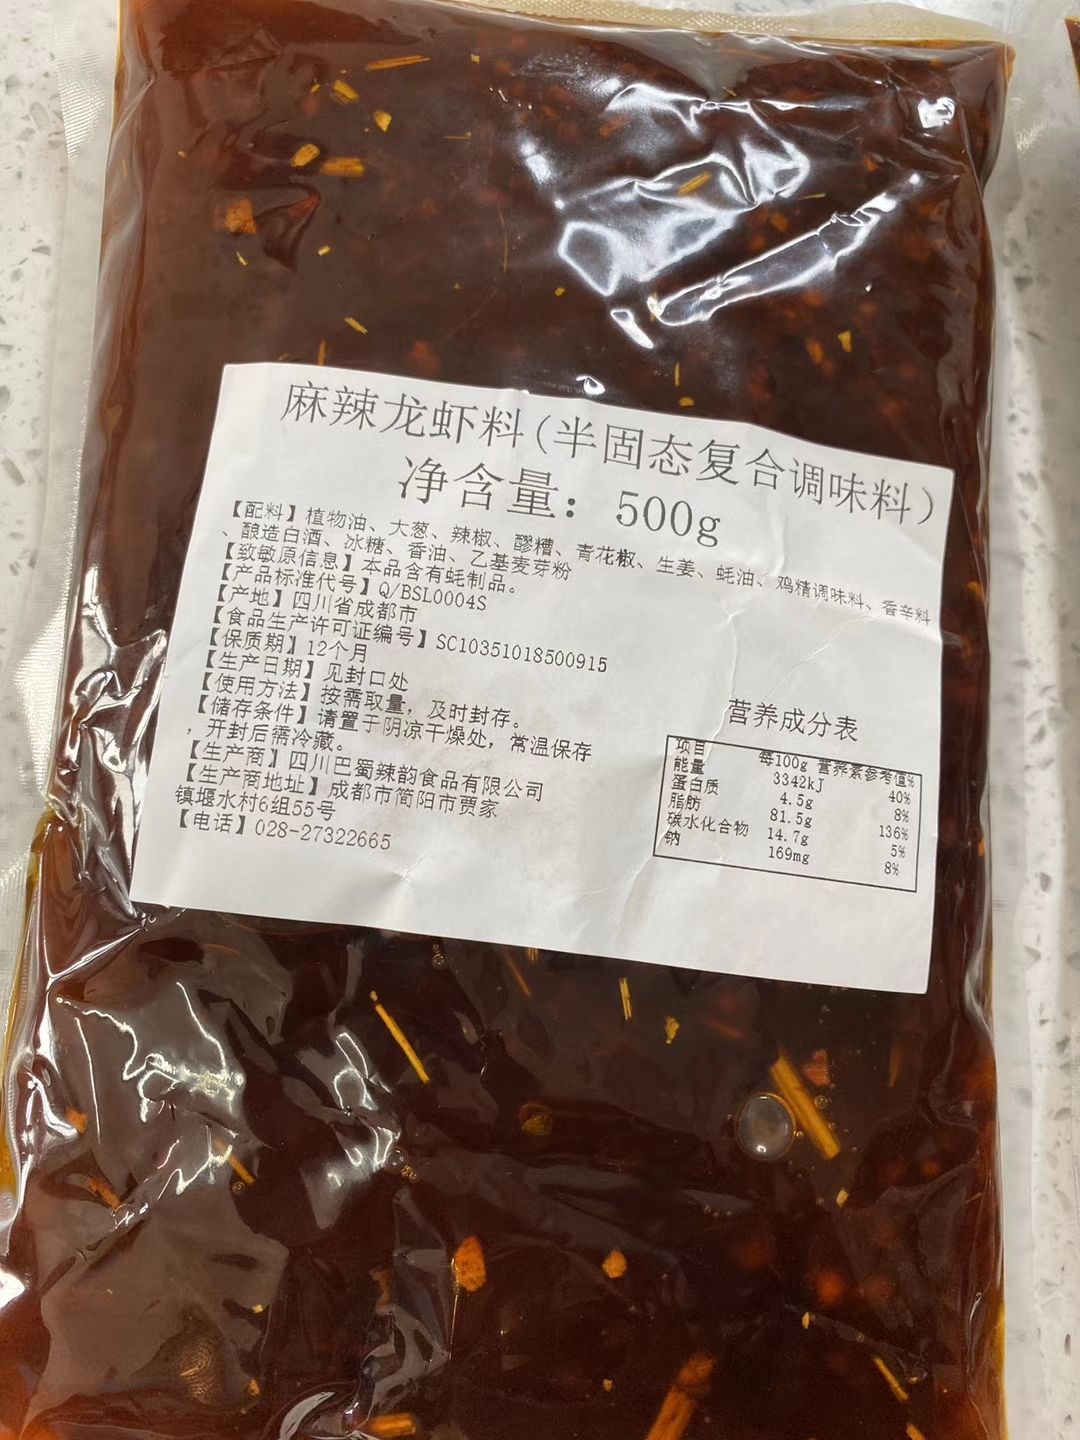 麻辣龙虾料(半固态复合调味料)
净含量: 500g
【配料】植物油、大葱、辣椒、醪糟、青花椒、生姜、蚝油、鸡精调味料、香辛料
、酿造白酒、冰糖、香油、乙基麦芽粉
【致敏原信息】本品含有蚝制品。
【产品标准代号】Q/BSL0004S
【产地】四川省成都市
【食品生产许可证编号】SC10351018500915
【保质期】12个月
【生产日期】见封口处
【使用方法】按需取量,及时封存。
【储存条件】请置于阴凉干燥处,常温保存
,开封后需冷藏。
【生产商】四川巴蜀辣韵食品有限公司
【生产商地址】成都市简阳市贾家
镇堰水村6组55号
【电话】028-27322665
营养成分表
项目 每100g 营养素参考值%
能量 3342kJ 40%
蛋白质 4.5g 8%
脂肪 81.5g 136%
碳水化合物 14.7g 5%
钠 169mg 8%